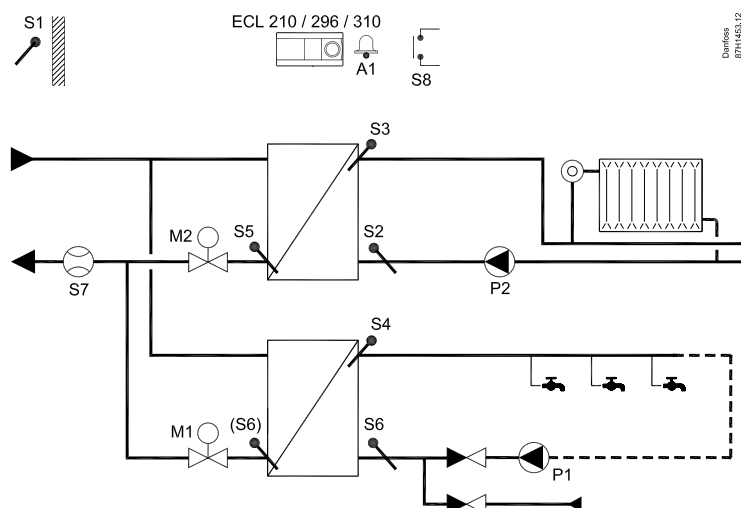 S1
ECL 210 / 296 / 310
A1
S8
Danfoss
87H1453.12
S3
M2
S5
S2
S7
P2
S4
M1
(S6)
S6
P1